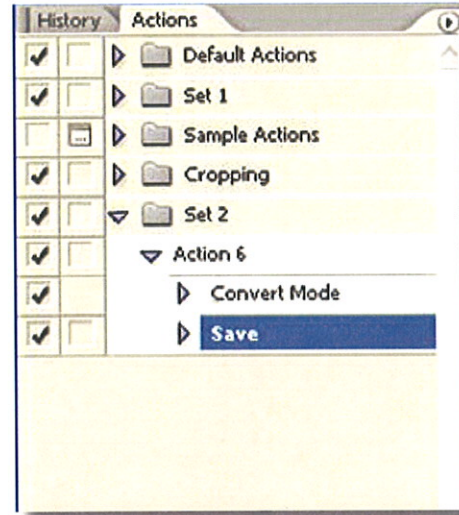 History Actions
Default Actions
Set 1
Sample Actions
Cropping
Set 2
Action 6
Convert Mode
Save